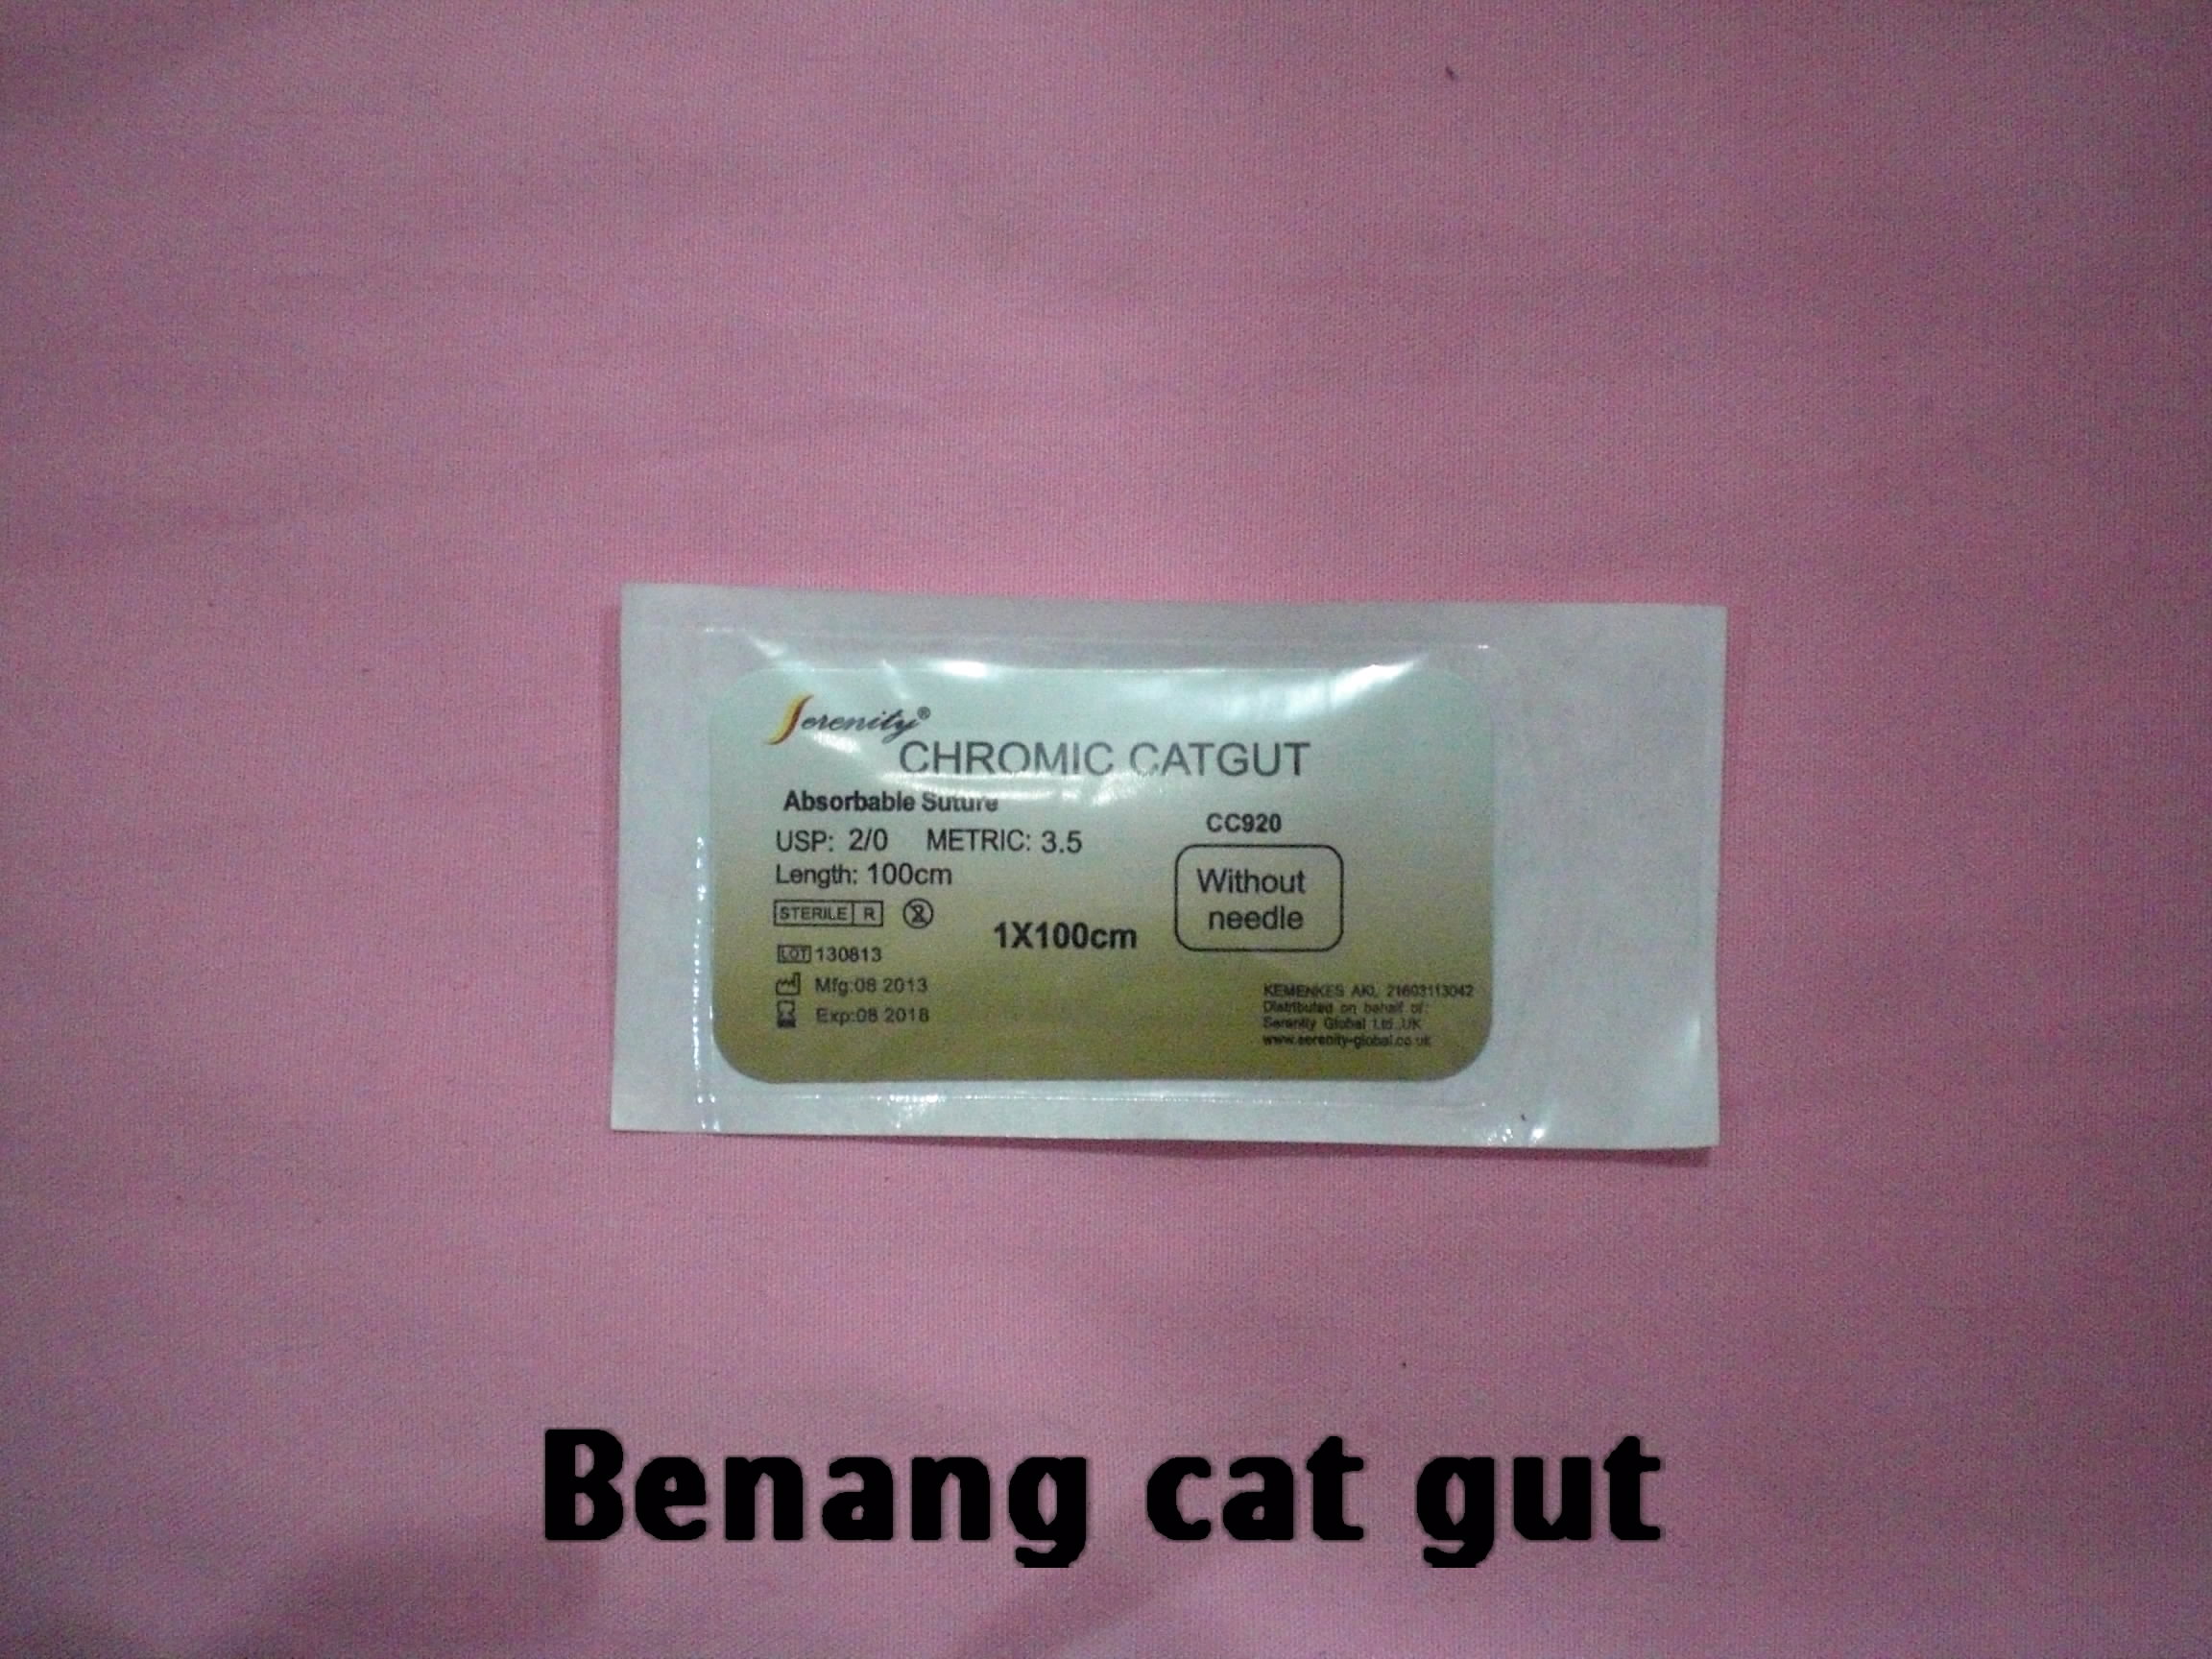 Serenity®
CHROMIC CATGUT
Absorbable Suture
CC920
USP: 2/0 METRIC: 3.5
Length: 100cm
Without
needle
STERILE R
2
1X100cm
LOT 130813
Mfg:08 2013
Exp:08 2018
KEMENKES AKL 21603113042
Distributed on behalf of:
Serenity Global Ltd.,UK
www.serenity-global.co.uk
Benang cat gut